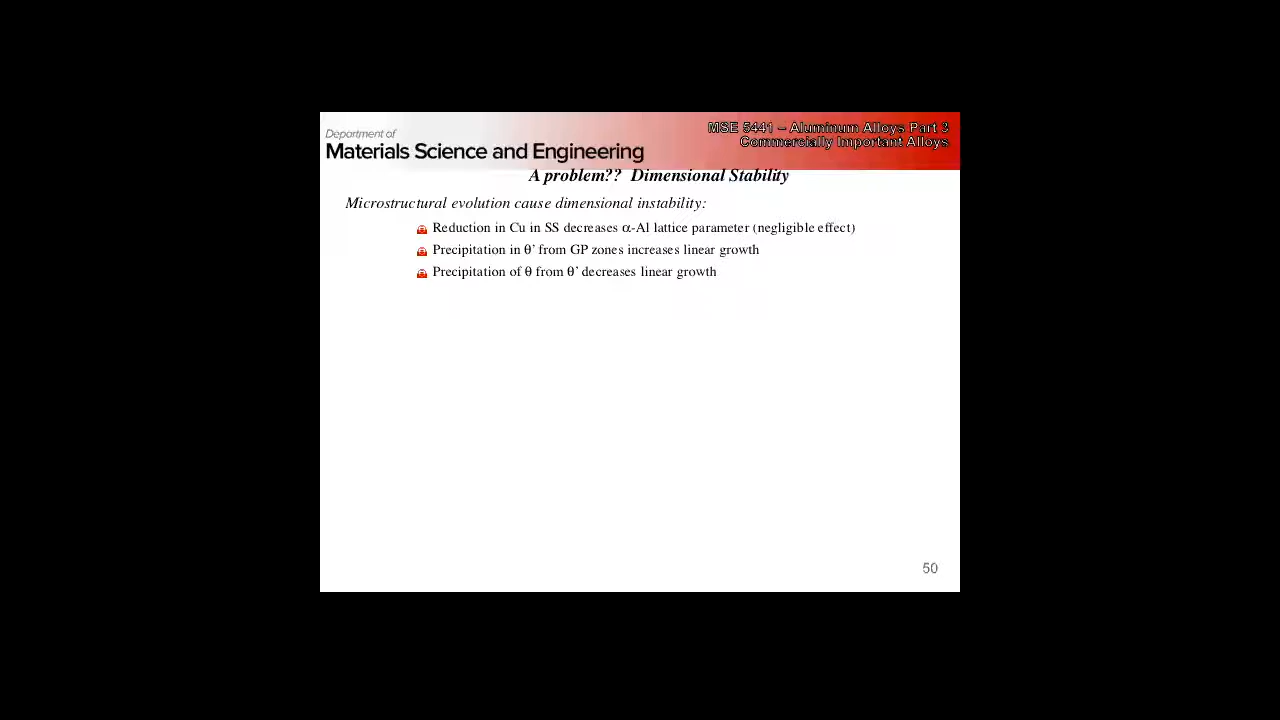 Department of
Materials Science and Engineering
MSE 5441 – Aluminum Alloys Part 3
Commercially Important Alloys
A problem?? Dimensional Stability
Microstructural evolution cause dimensional instability:
Reduction in Cu in SS decreases α-Al lattice parameter (negligible effect)
Precipitation in θ’ from GP zones increases linear growth
Precipitation of θ from θ’ decreases linear growth
50